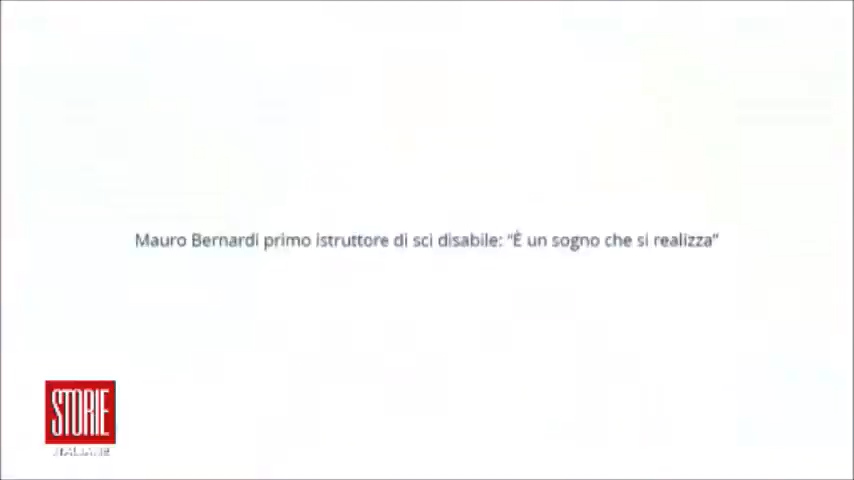 Mauro Bernardi primo istruttore di sci disabile: “È un sogno che si realizza”
STORIE